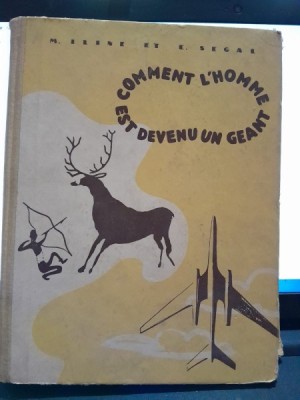 M. ILINE ET E. SEGAL
COMMENT L'HOMME
EST DEVENU UN GEANT